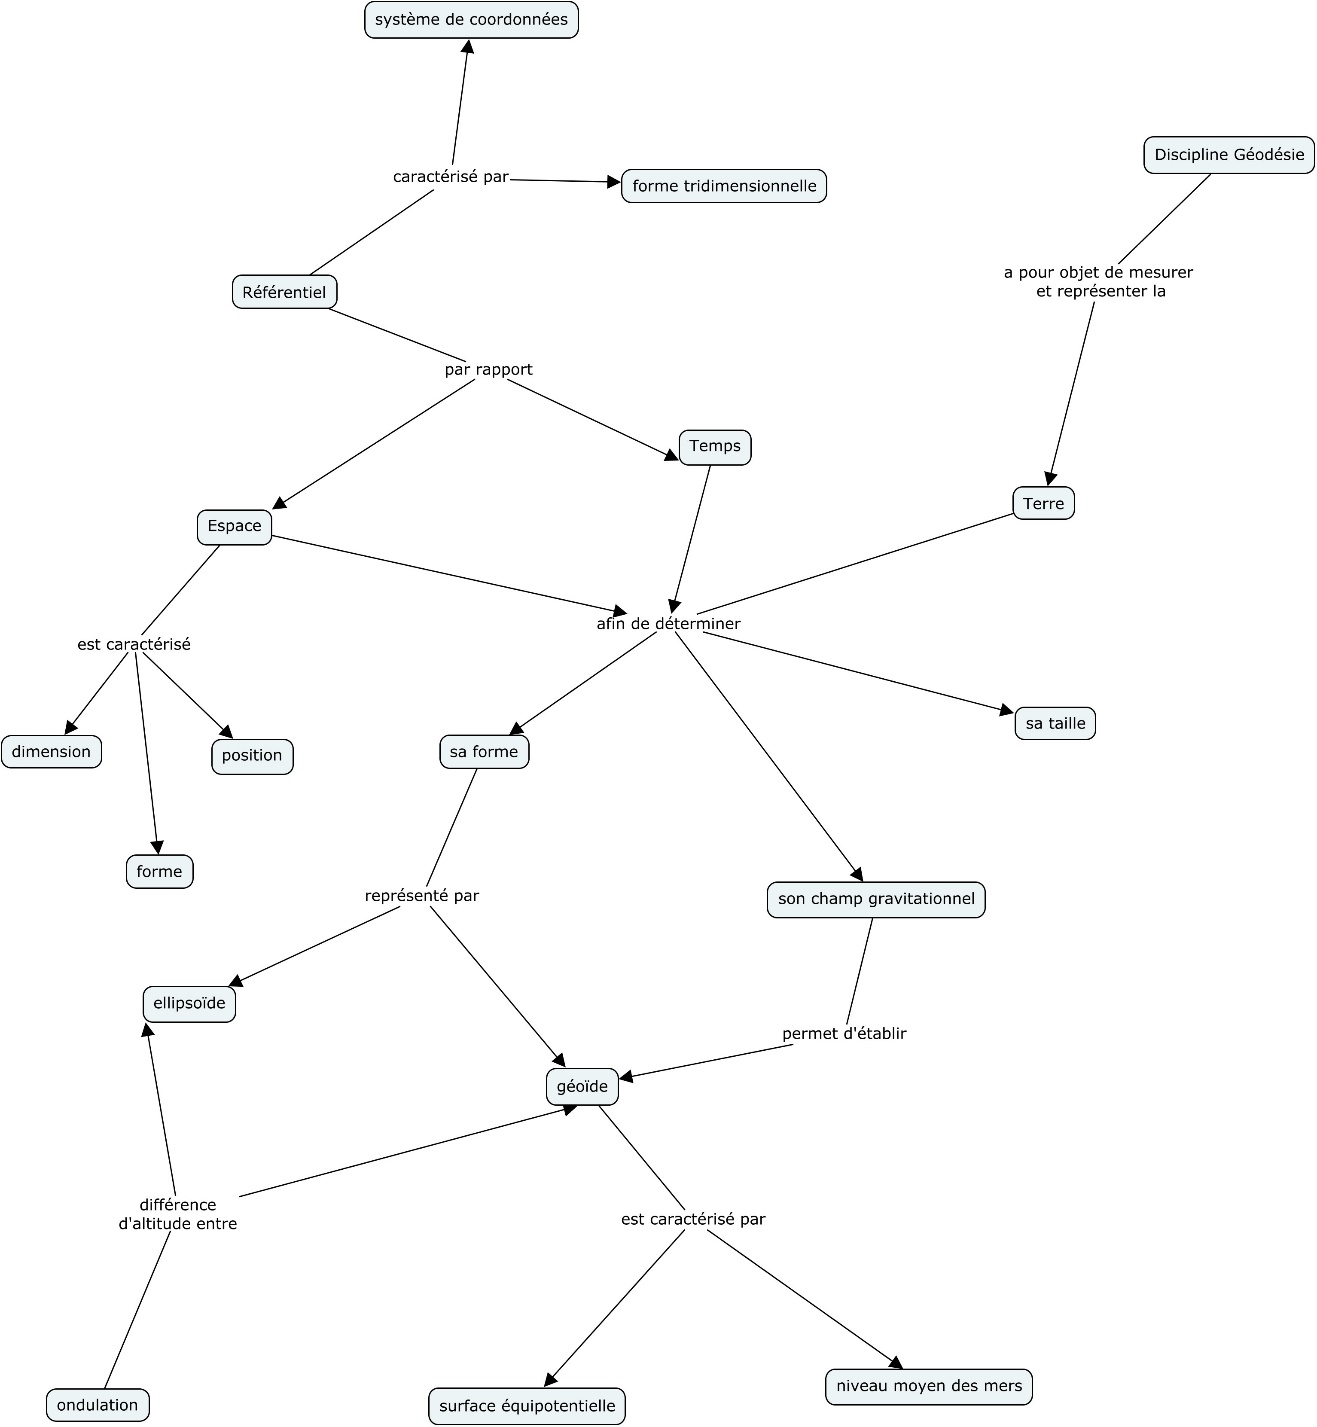 système de coordonnées
Discipline Géodésie
caractérisé par
forme tridimensionnelle
a pour objet de mesurer
et représenter la
Référentiel
par rapport
Temps
Terre
Espace
afin de déterminer
est caractérisé
sa taille
dimension
position
sa forme
forme
représenté par
son champ gravitationnel
ellipsoïde
permet d'établir
géoïde
différence
d'altitude entre
est caractérisé par
niveau moyen des mers
ondulation
surface équipotentielle